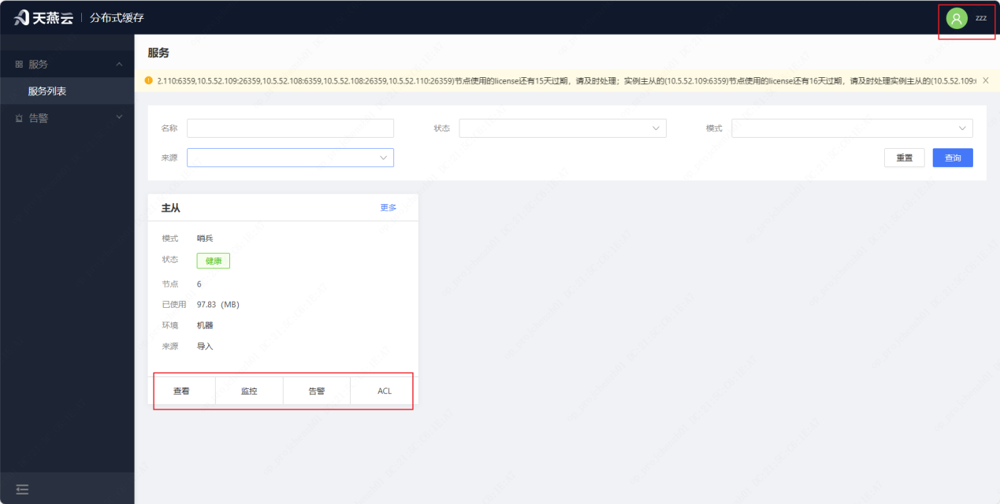 天燕云 | 分布式缓存
zzz
服务
服务列表
告警
服务
2.110:6359,10.5.52.109:26359,10.5.52.108:6359,10.5.52.108:26359,10.5.52.110:26359)节点使用的license还有15天过期，请及时处理；实例主从的(10.5.52.109:6359)节点使用的license还有16天过期，请及时处理实例主从的(10.5.52.109:
名称
状态
模式
来源
重置
查询
主从
更多
模式 哨兵
状态 健康
节点 6
已使用 97.83（MB）
环境 机器
来源 导入
查看
监控
告警
ACL